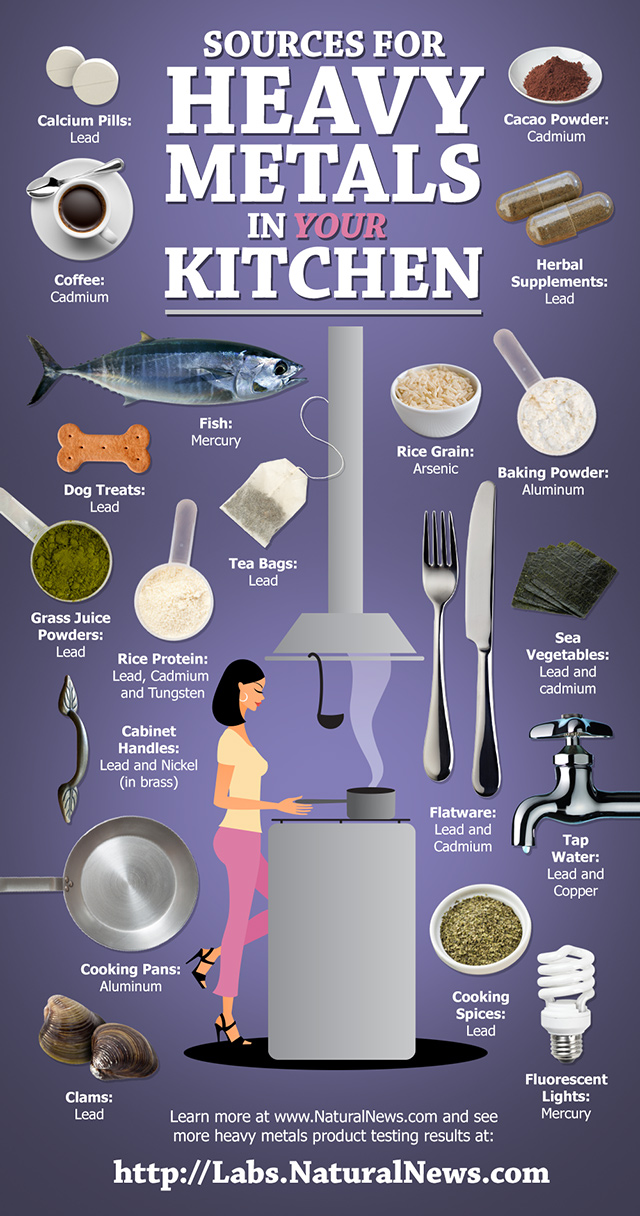 SOURCES FOR
HEAVY
METALS
IN YOUR
KITCHEN
Calcium Pills:
Lead
Cacao Powder:
Cadmium
Coffee:
Cadmium
Herbal
Supplements:
Lead
Fish:
Mercury
Rice Grain:
Arsenic
Baking Powder:
Aluminum
Dog Treats:
Lead
Tea Bags:
Lead
Grass Juice
Powders:
Lead
Rice Protein:
Lead, Cadmium
and Tungsten
Sea
Vegetables:
Lead and
cadmium
Cabinet
Handles:
Lead and Nickel
(in brass)
Flatware:
Lead and
Cadmium
Tap
Water:
Lead and
Copper
Cooking Pans:
Aluminum
Cooking
Spices:
Lead
Clams:
Lead
Fluorescent
Lights:
Mercury
Learn more at www.NaturalNews.com and see
more heavy metals product testing results at:
http://Labs.NaturalNews.com